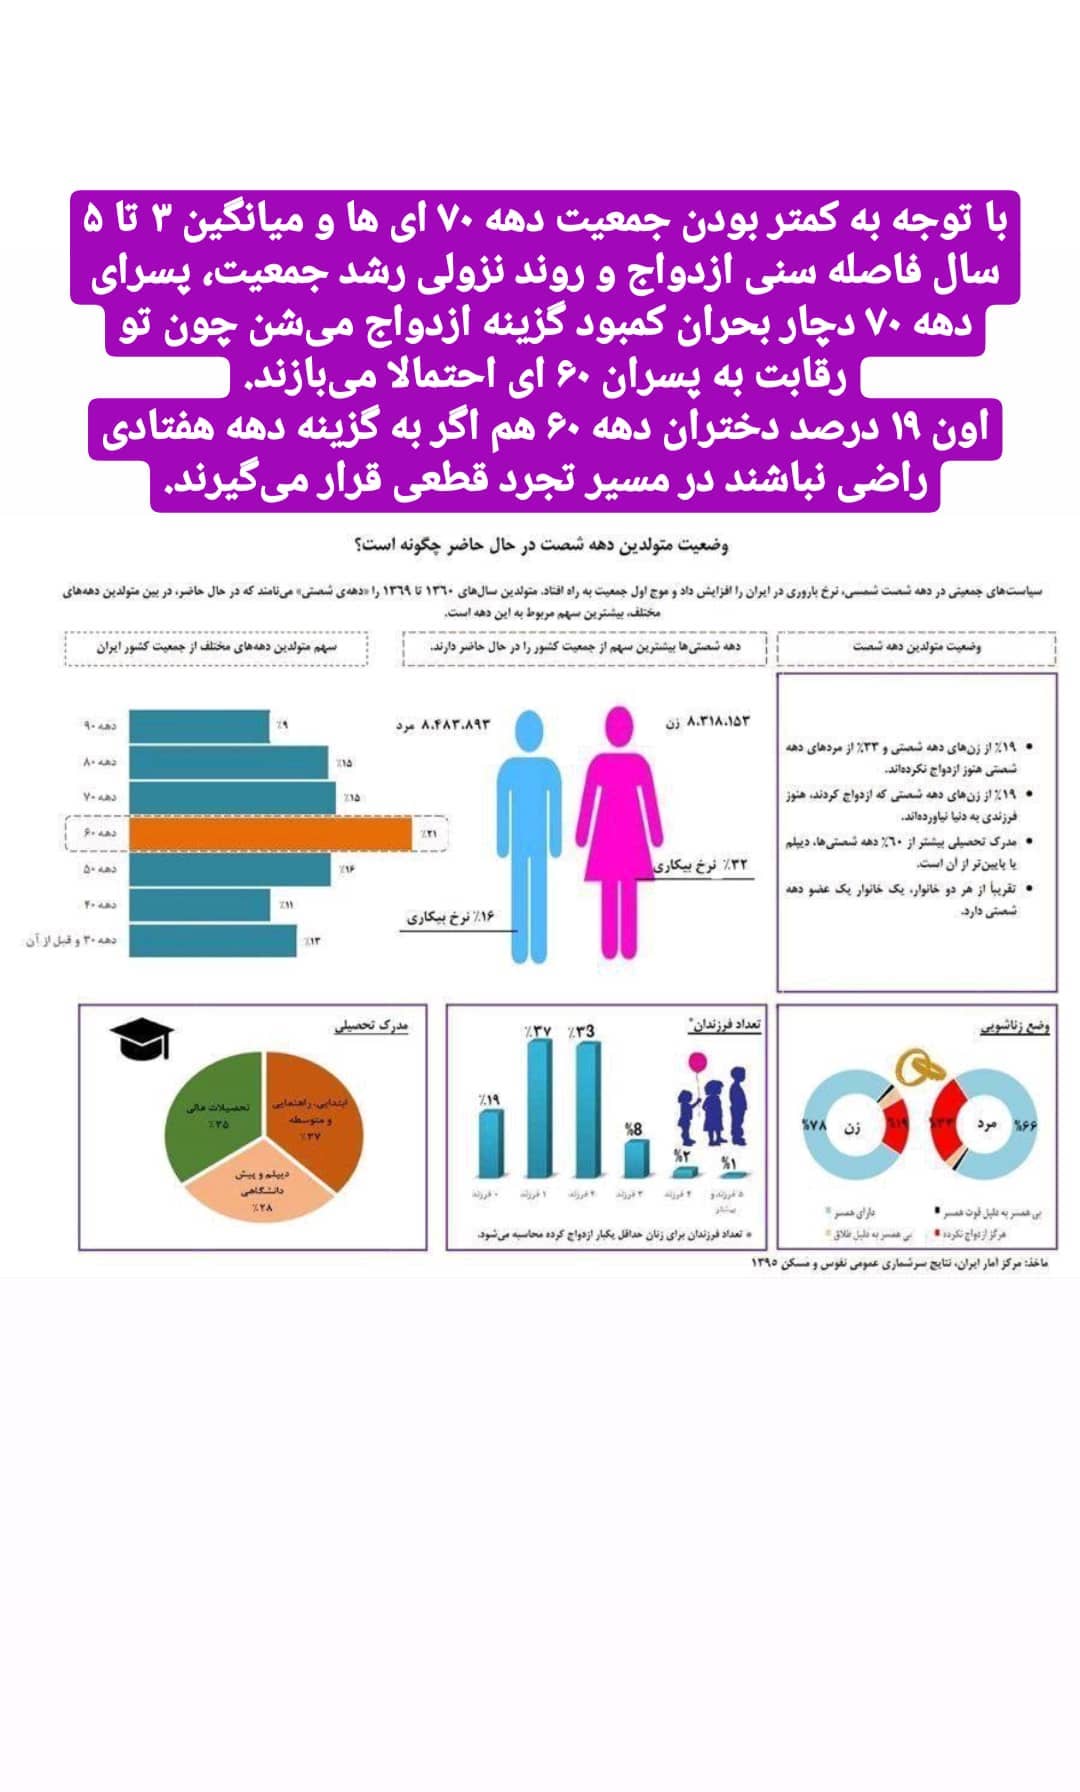 با توجه به کمتر بودن جمعیت دهه ۷۰ ای ها و میانگین ۳ تا ۵
سال فاصله سنی ازدواج و روند نزولی رشد جمعیت، پسرای
دهه ۷۰ دچار بحران کمبود گزینه ازدواج می‌شن چون تو
رقابت به پسران ۶۰ ای احتمالا می‌بازند.
اون ۱۹ درصد دختران دهه ۶۰ هم اگر به گزینه دهه هفتادی
راضی نباشند در مسیر تجرد قطعی قرار می‌گیرند.
وضعیت متولدین دهه شصت در حال حاضر چگونه است؟
سیاست‌های جمعیتی در دهه شصت شمسی، نرخ باروری در ایران را افزایش داد و موج اول جمعیت به راه افتاد. متولدین سال‌های ۱۳۶۰ تا ۱۳۶۹ را «دهه‌ی شصتی» می‌نامند که در حال حاضر، در بین متولدین دهه‌های
مختلف، بیشترین سهم مربوط به این دهه است.
وضعیت متولدین دهه شصت
• ۱۹٪ از زن‌های دهه شصتی و ۳۳٪ از مردهای دهه
شصتی هنوز ازدواج نکرده‌اند.
• ۱۹٪ از زن‌های دهه شصتی که ازدواج کردند، هنوز
فرزندی به دنیا نیاورده‌اند.
• مدرک تحصیلی بیشتر از ۶۰٪ دهه شصتی‌ها، دیپلم
یا پایین‌تر از آن است.
• تقریباً از هر دو خانوار، یک خانوار یک عضو دهه
شصتی دارد.
دهه شصتی‌ها بیشترین سهم از جمعیت کشور را در حال حاضر دارند.
۸،۳۱۸،۱۵۳ زن
۸،۴۸۳،۸۹۳ مرد
۳۲٪ نرخ بیکاری
۱۶٪ نرخ بیکاری
سهم متولدین دهه‌های مختلف از جمعیت کشور ایران
دهه ۹۰ ٪۹
دهه ۸۰ ٪۱۵
دهه ۷۰ ٪۱۵
دهه ۶۰ ٪۲۱
دهه ۵۰ ٪۱۶
دهه ۴۰ ٪۱۱
دهه ۳۰ و قبل از آن ٪۱۳
وضع زناشویی
%۶۶ مرد %۳۳
%۱۹ زن %۷۸
بی همسر به دلیل فوت همسر
دارای همسر
هرگز ازدواج نکرده
بی همسر به دلیل طلاق
تعداد فرزندان*
٪۱۹
٪۳۷
٪۳3
%8
%۲
%۱
۰ فرزند
۱ فرزند
۲ فرزند
۳ فرزند
۴ فرزند
۵ فرزند و
بیشتر
* تعداد فرزندان برای زنان حداقل یکبار ازدواج کرده محاسبه می‌شود.
مدرک تحصیلی
ابتدایی، راهنمایی
و متوسطه
٪۳۷
تحصیلات عالی
٪۳۵
دیپلم و پیش
دانشگاهی
٪۲۸
ماخذ: مرکز آمار ایران، نتایج سرشماری عمومی نفوس و مسکن ۱۳۹۵